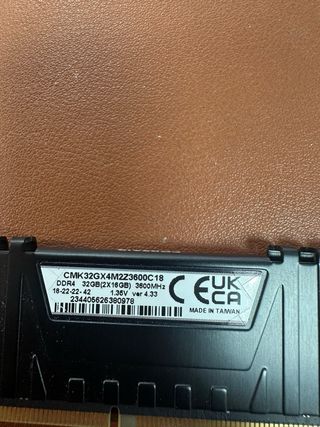 CMK32GX4M2Z3600C18
DDR4 32GB(2X16GB) 3600MHz
18-22-22-42 1.35V ver 4.33
234405626380978
CE UK CA
MADE IN TAIWAN